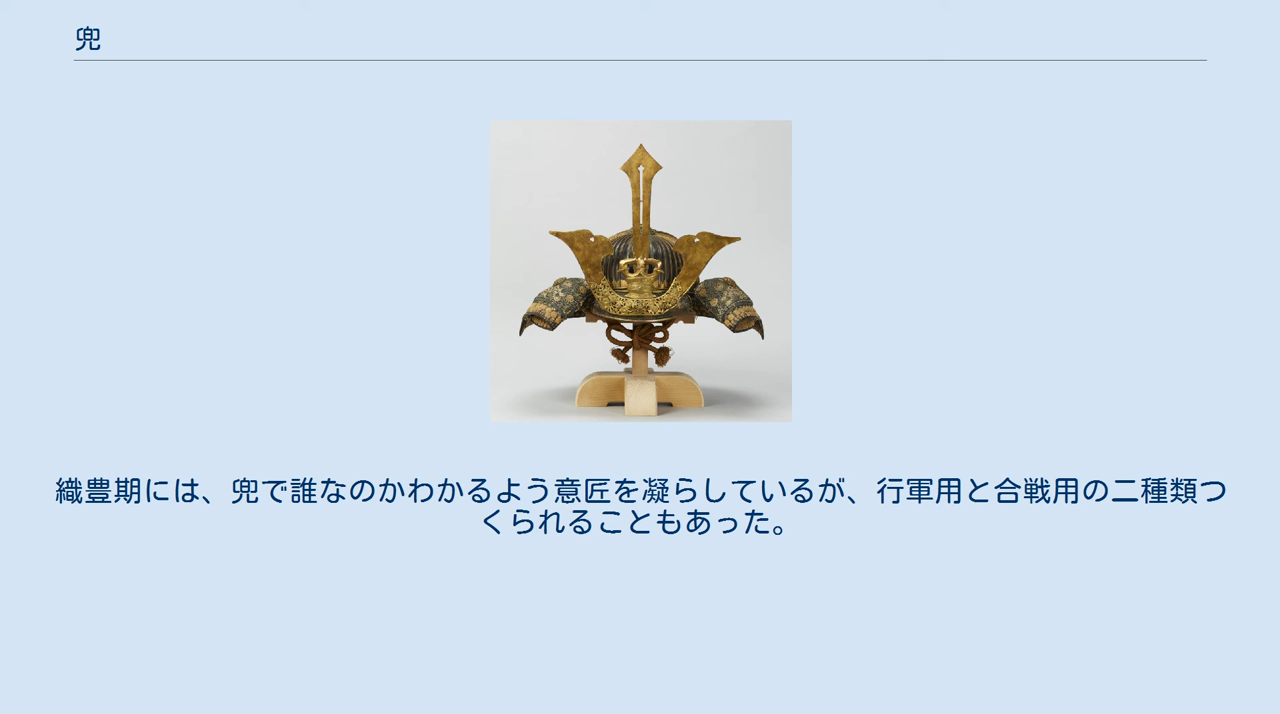 兜
織豊期には、兜で誰なのかわかるよう意匠を凝らしているが、行軍用と合戦用の二種類つ
くられることもあった。